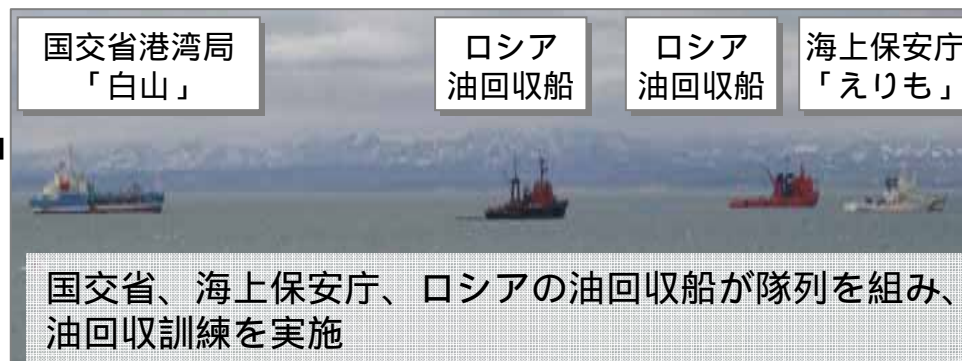 国交省港湾局
「白山」
ロシア
油回収船
ロシア
油回収船
海上保安庁
「えりも」
国交省、海上保安庁、ロシアの油回収船が隊列を組み、
油回収訓練を実施